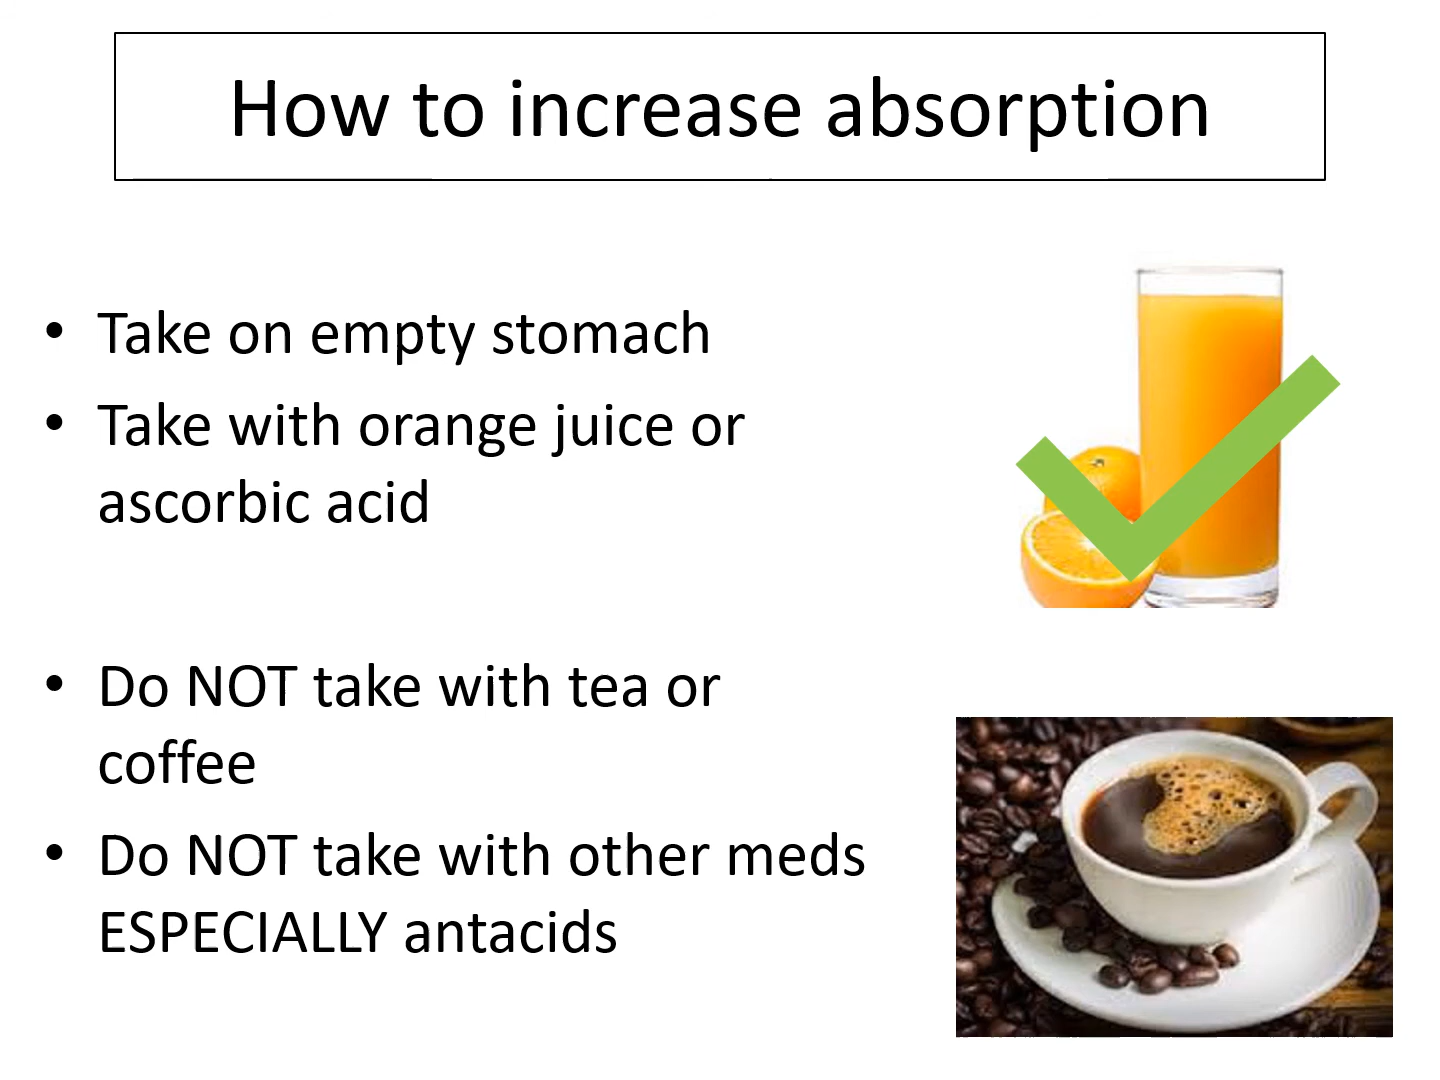 How to increase absorption
• Take on empty stomach
• Take with orange juice or
ascorbic acid
• Do NOT take with tea or
coffee
• Do NOT take with other meds
ESPECIALLY antacids